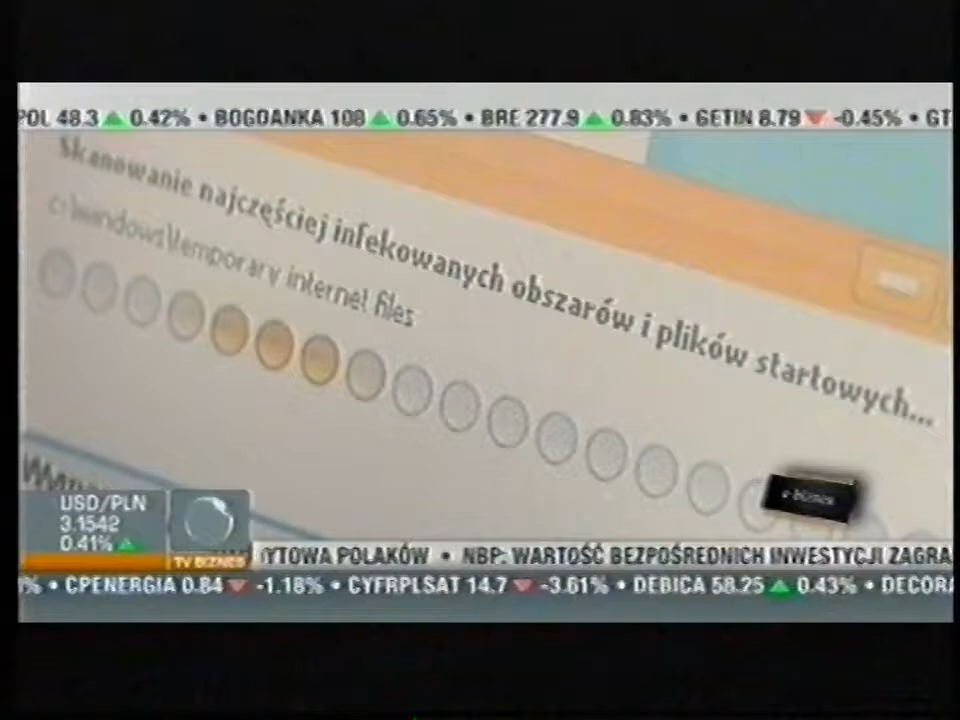 POL 48.3 ▲ 0.42% • BOGDANKA 108 ▲ 0.65% • BRE 277.9 ▲ 0.83% • GETIN 8.79 ▼ -0.45% • GT
Skanowanie najczęściej infekowanych obszarów i plików startowych...
c:\windows\temporary internet files
e-biznes
USD/PLN
3.1542
0.41% ▲
TV BIZNES
YTOWA POLAKÓW • NBP: WARTOŚĆ BEZPOŚREDNICH INWESTYCJI ZAGRA
% • CPENERGIA 0.84 ▼ -1.18% • CYFRPLSAT 14.7 ▼ -3.61% • DEBICA 58.25 ▲ 0.43% • DECORA